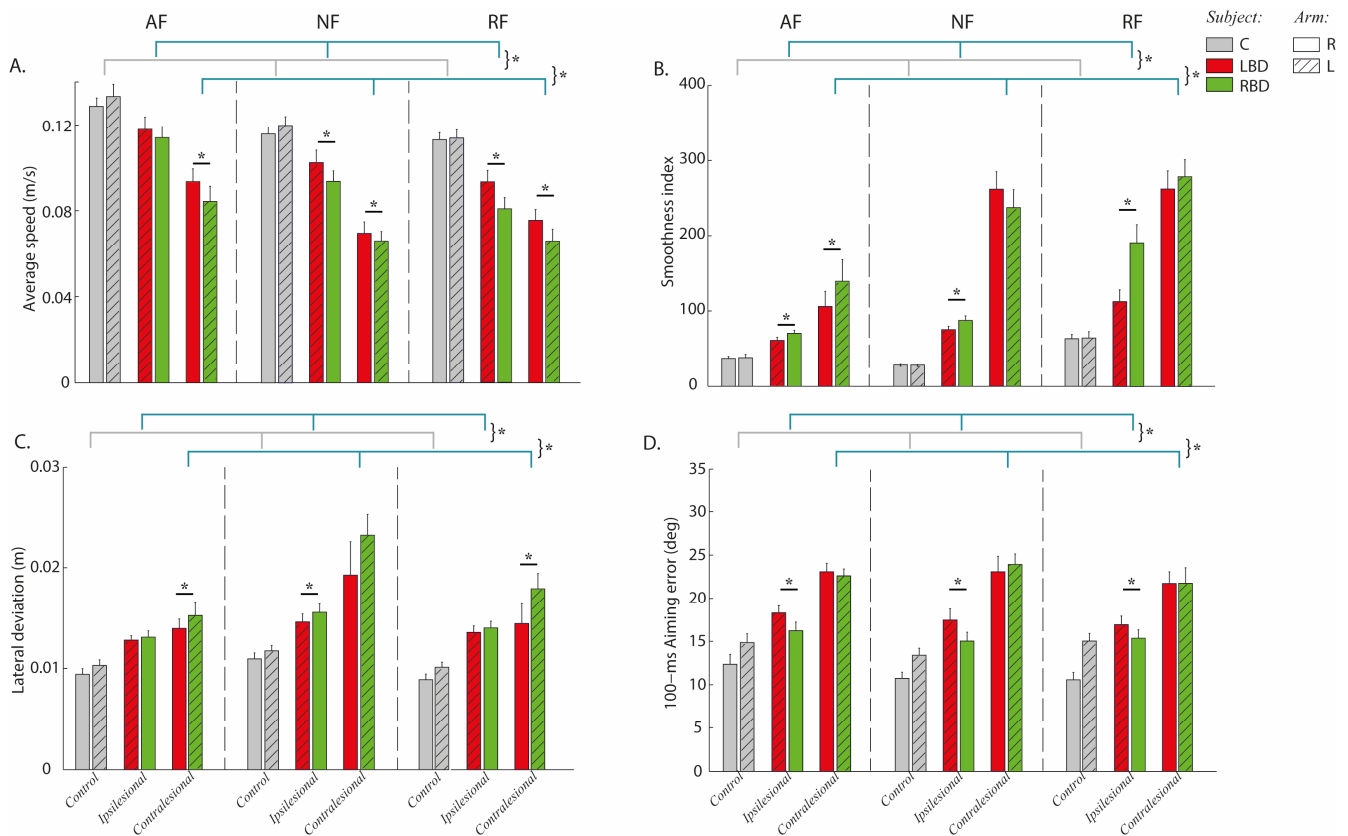 AF NF RF AF NF RF Subject: Arm:
C R
LBD L
RBD
A.
}*
}*
Average speed (m/s)
0.12
0.08
0.04
0
* * * * *
B.
}*
}*
Smoothness index
400
300
200
100
0
* * * *
C.
}*
}*
Lateral deviation (m)
0.03
0.02
0.01
0
* * *
Control Ipsilesional Contralesional Control Ipsilesional Contralesional Control Ipsilesional Contralesional
D.
}*
}*
100−ms Aiming error (deg)
35
30
25
20
15
10
5
0
* * *
Control Ipsilesional Contralesional Control Ipsilesional Contralesional Control Ipsilesional Contralesional